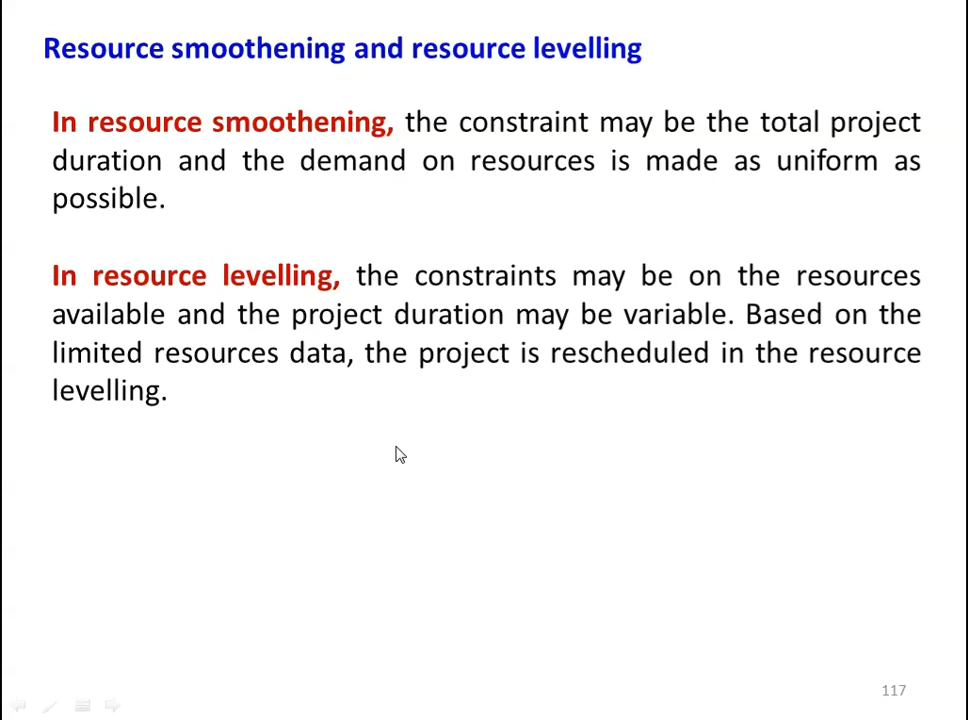 Resource smoothening and resource levelling
In resource smoothening, the constraint may be the total project
duration and the demand on resources is made as uniform as
possible.
In resource levelling, the constraints may be on the resources
available and the project duration may be variable. Based on the
limited resources data, the project is rescheduled in the resource
levelling.
117